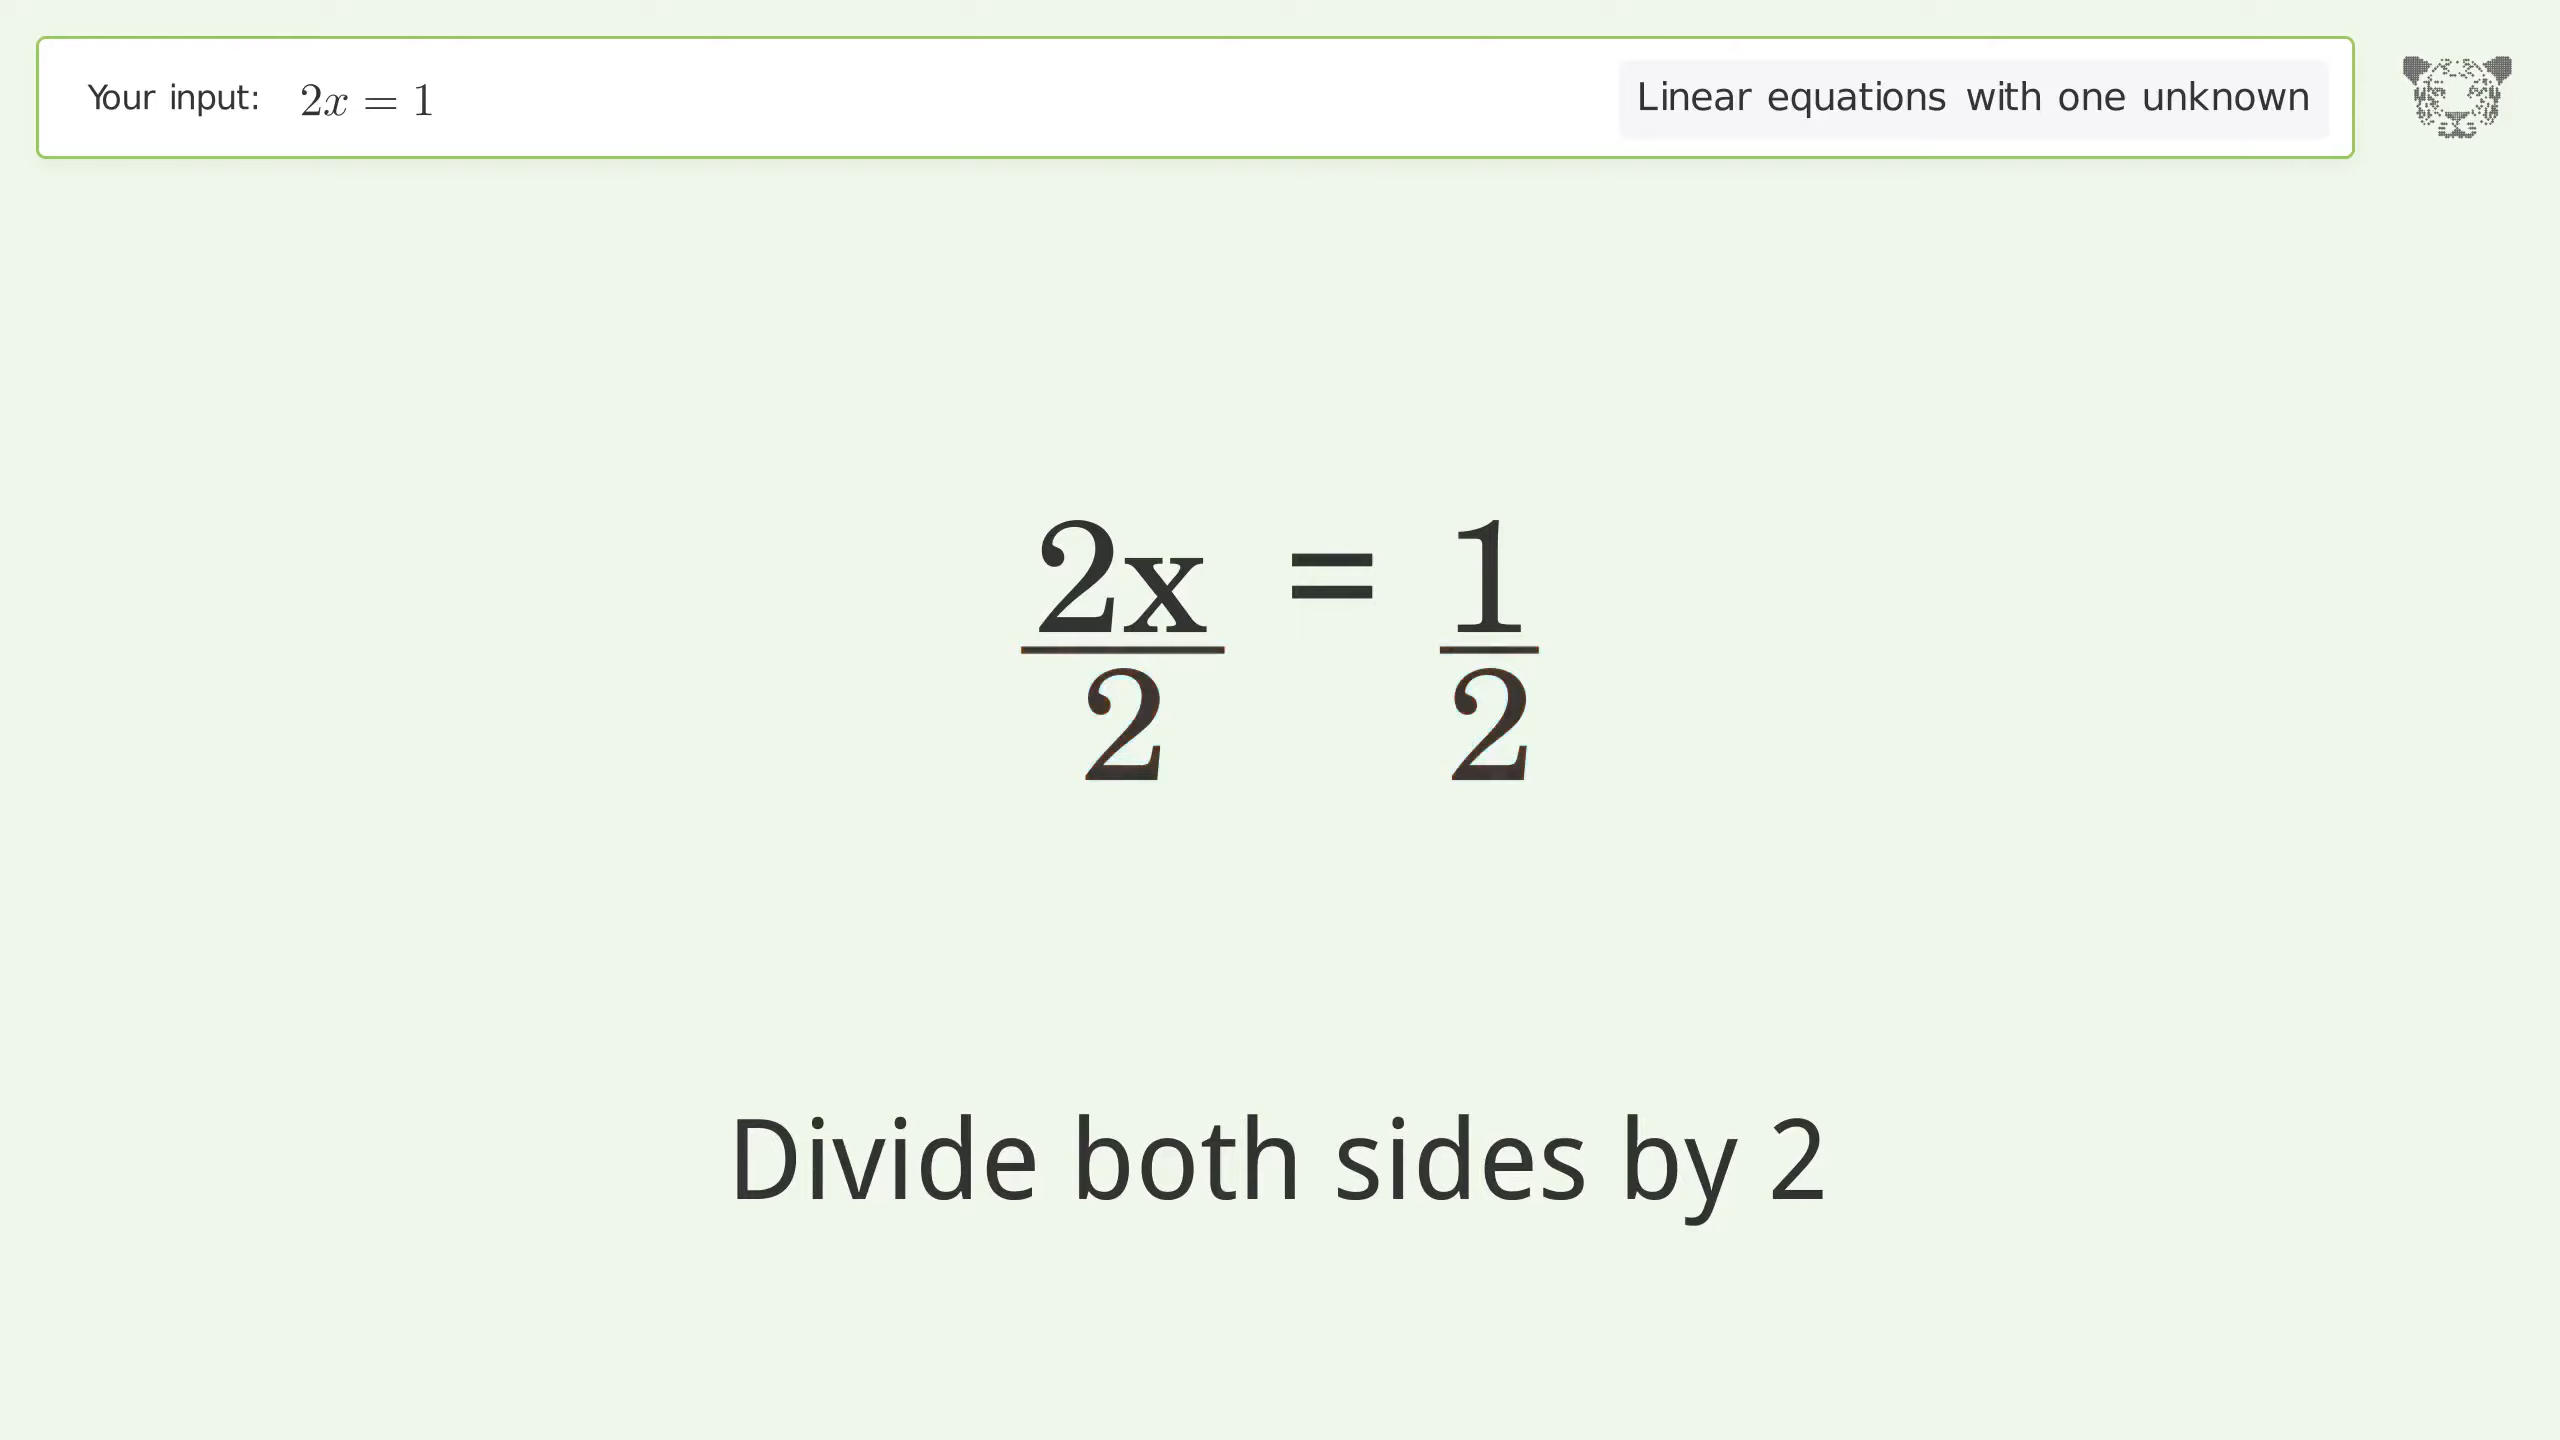 Your input: 2x = 1
Linear equations with one unknown
2x/2 = 1/2
Divide both sides by 2